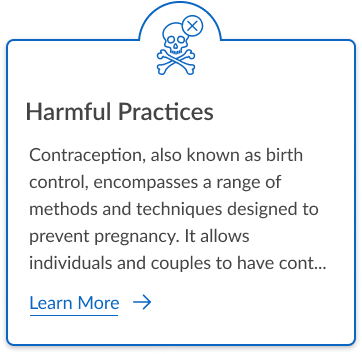 Harmful Practices
Contraception, also known as birth
control, encompasses a range of
methods and techniques designed to
prevent pregnancy. It allows
individuals and couples to have cont...
Learn More